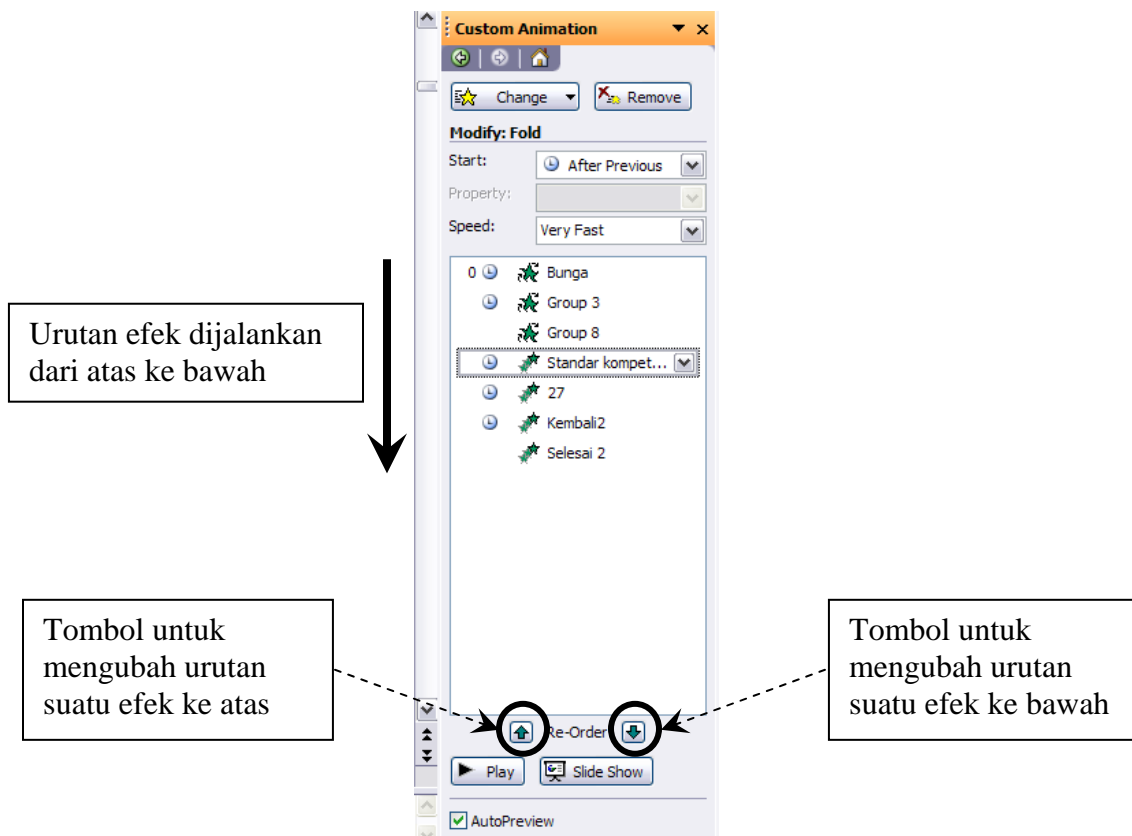 Custom Animation
Change
Remove
Modify: Fold
Start:
After Previous
Property:
Speed:
Very Fast
0 Bunga
Group 3
Group 8
Standar kompet...
27
Kembali2
Selesai 2
Urutan efek dijalankan
dari atas ke bawah
Tombol untuk
mengubah urutan
suatu efek ke atas
Tombol untuk
mengubah urutan
suatu efek ke bawah
Re-Order
Play
Slide Show
AutoPreview